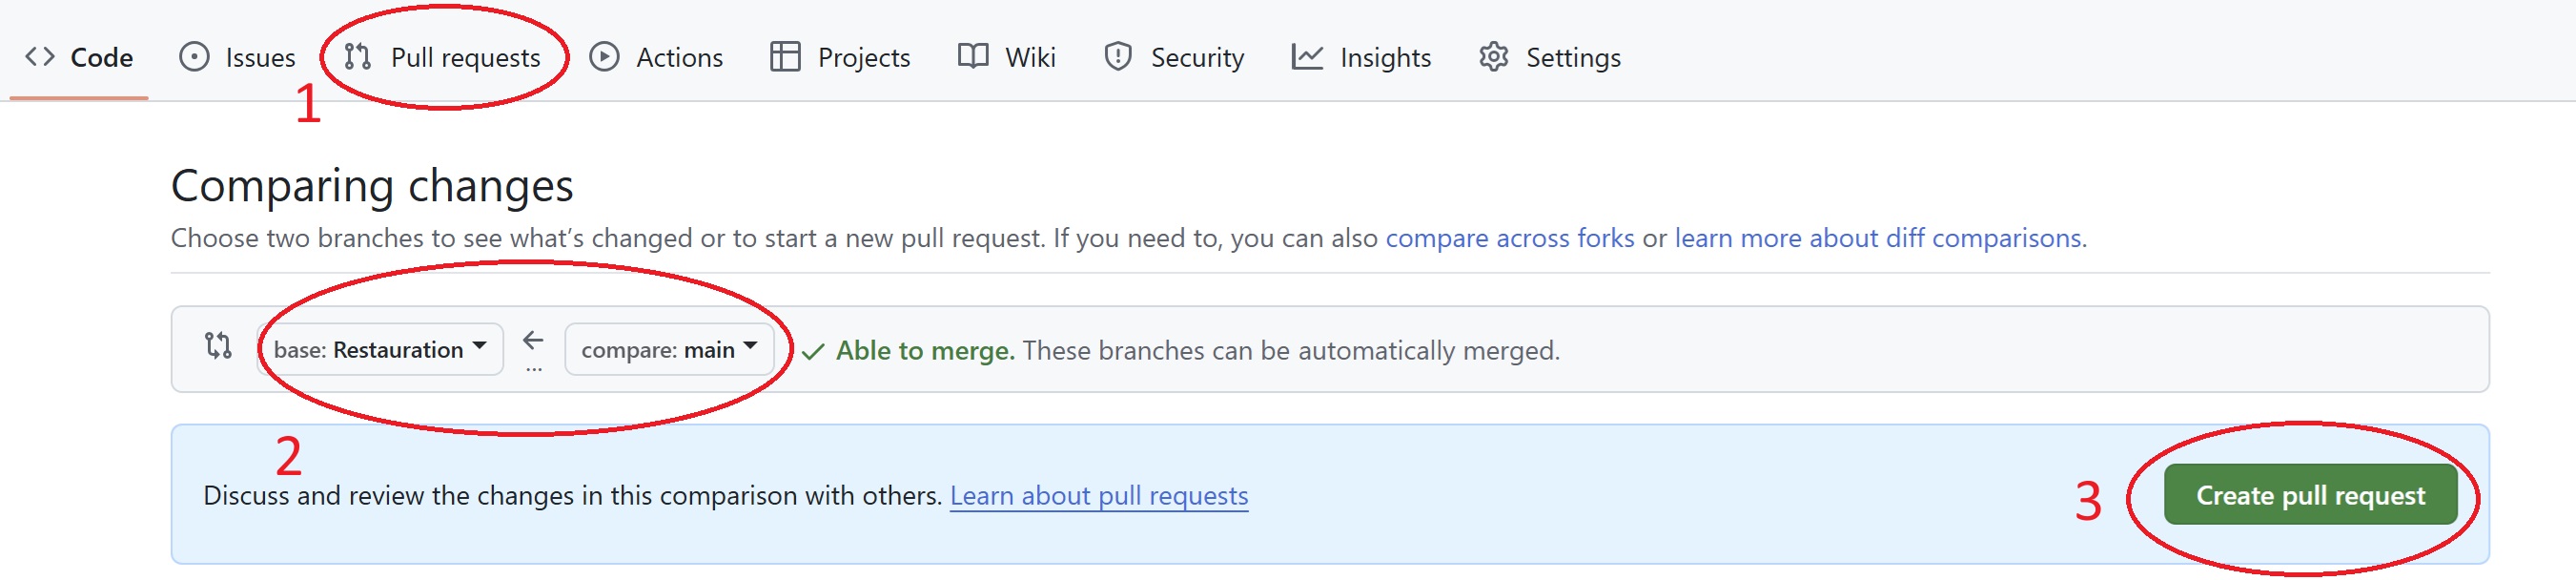 Code Issues Pull requests Actions Projects Wiki Security Insights Settings
1
Comparing changes
Choose two branches to see what’s changed or to start a new pull request. If you need to, you can also compare across forks or learn more about diff comparisons.
base: Restauration ← compare: main ✓ Able to merge. These branches can be automatically merged.
...
2
Discuss and review the changes in this comparison with others. Learn about pull requests
3 Create pull request